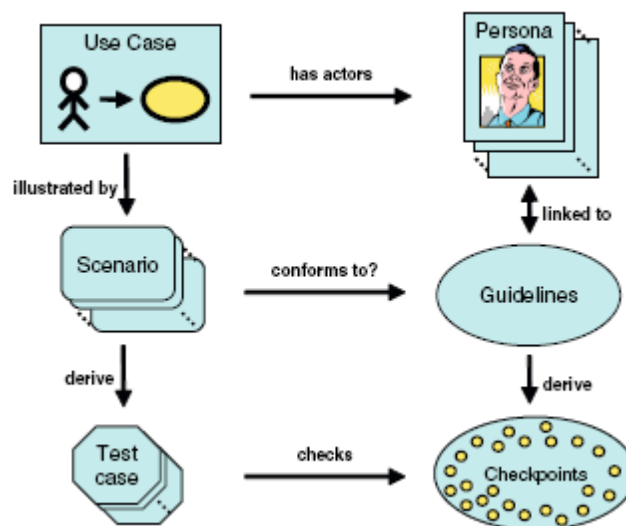 Use Case
Persona
has actors
illustrated by
linked to
Scenario
conforms to?
Guidelines
derive
derive
Test
case
checks
Checkpoints